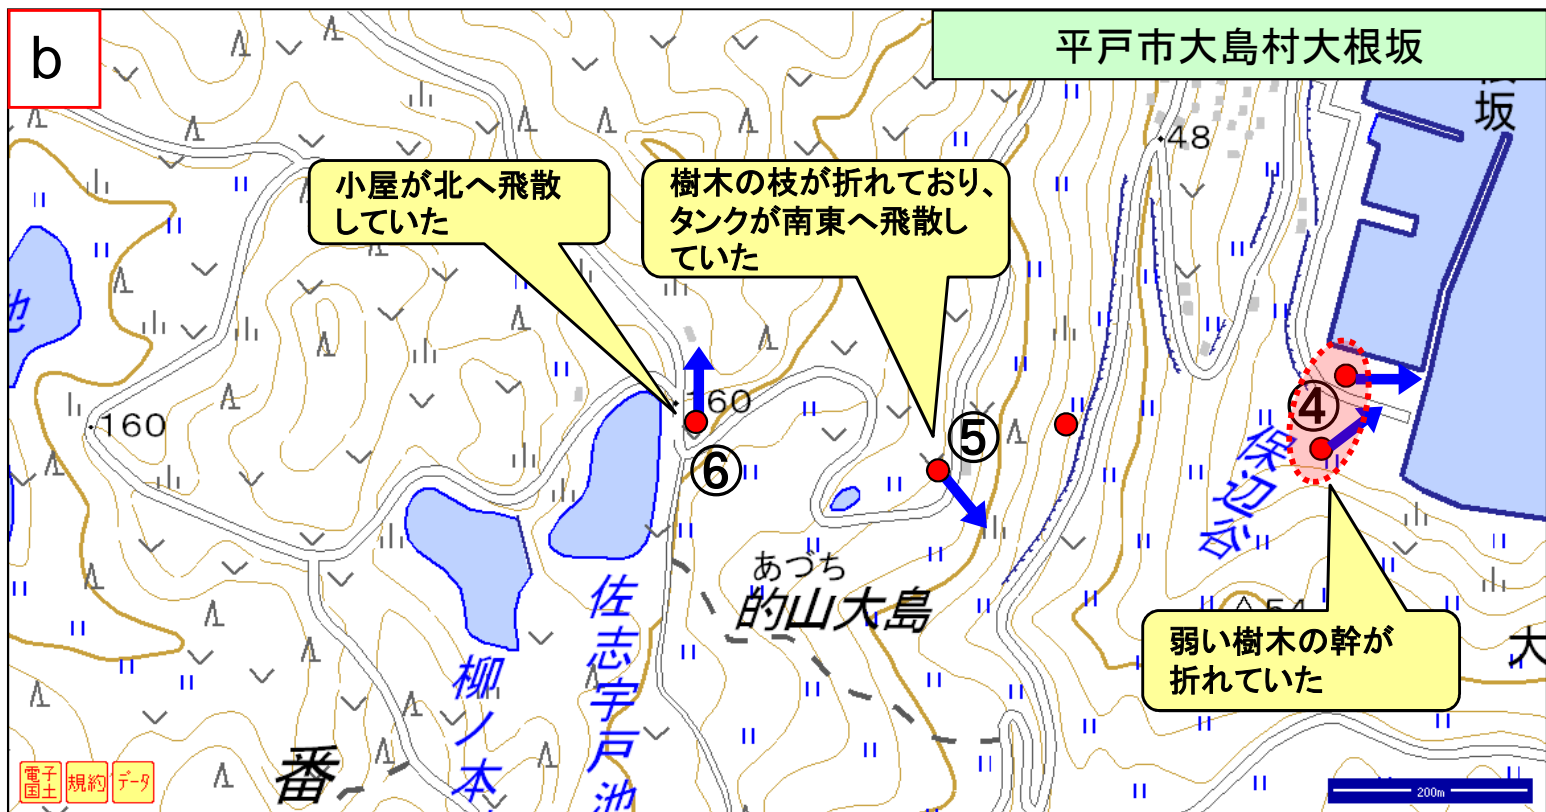 b
平戸市大島村大根坂
坂
48
小屋が北へ飛散
していた
樹木の枝が折れており、
タンクが南東へ飛散し
ていた
池
160
160
④
⑤
⑥
保辺谷
あづち
的山大島
佐志宇戸池
柳ノ本
番
54
大
弱い樹木の幹が
折れていた
電子
国土
規約
データ
200m